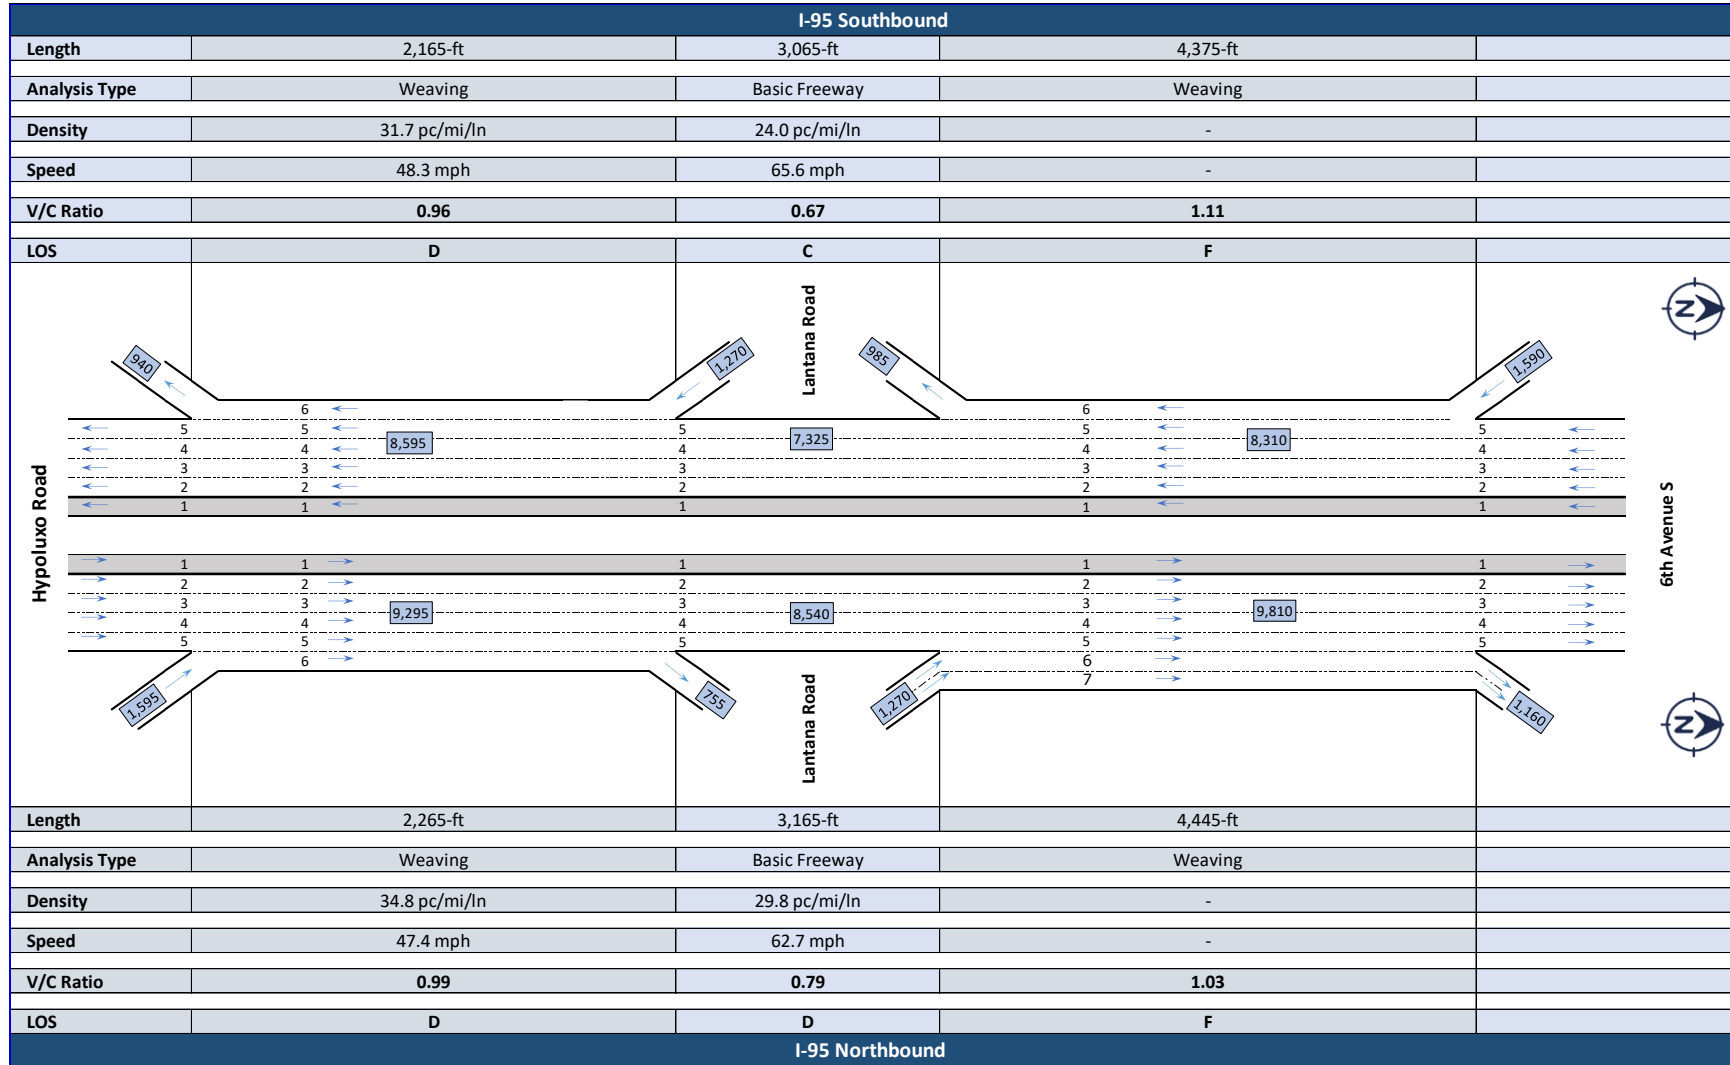 I-95 Southbound
Length 2,165-ft 3,065-ft 4,375-ft
Analysis Type Weaving Basic Freeway Weaving
Density 31.7 pc/mi/ln 24.0 pc/mi/ln -
Speed 48.3 mph 65.6 mph -
V/C Ratio 0.96 0.67 1.11
LOS D C F
Lantana Road
Z
940 1,270 985 1,590
6 6
5 5 5 5 5
8,595 7,325 8,310
4 4 4 4 4
3 3 3 3 3
2 2 2 2 2
1 1 1 1 1
Hypoluxo Road
6th Avenue S
1 1 1 1 1
2 2 2 2 2
3 3 3 3 3
9,295 8,540 9,810
4 4 4 4 4
5 5 5 5 5
6 6
7
1,595 755 1,270 1,160
Lantana Road
Z
Length 2,265-ft 3,165-ft 4,445-ft
Analysis Type Weaving Basic Freeway Weaving
Density 34.8 pc/mi/ln 29.8 pc/mi/ln -
Speed 47.4 mph 62.7 mph -
V/C Ratio 0.99 0.79 1.03
LOS D D F
I-95 Northbound